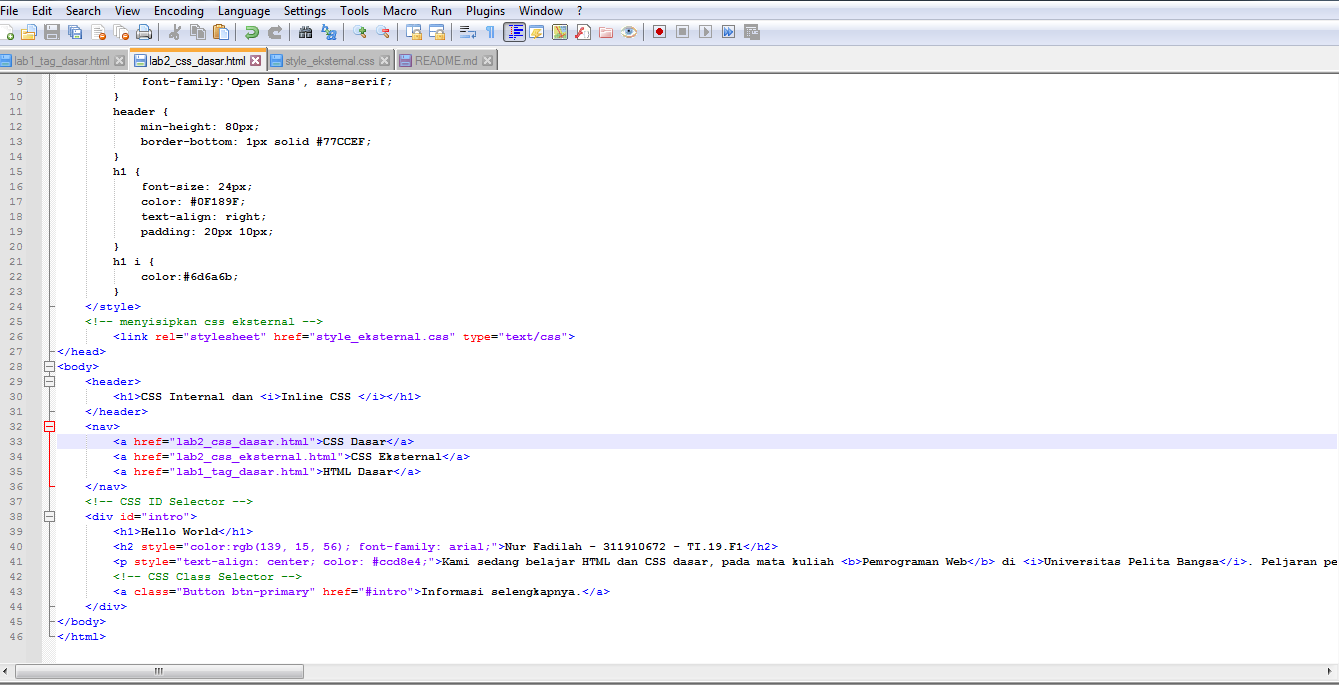 File Edit Search View Encoding Language Settings Tools Macro Run Plugins Window ?
lab1_tag_dasar.html lab2_css_dasar.html style_eksternal.css README.md
9 font-family:'Open Sans', sans-serif;
10 }
11 header {
12 min-height: 80px;
13 border-bottom: 1px solid #77CCEF;
14 }
15 h1 {
16 font-size: 24px;
17 color: #0F189F;
18 text-align: right;
19 padding: 20px 10px;
20 }
21 h1 i {
22 color:#6d6a6b;
23 }
24 </style>
25 <!-- menyisipkan css eksternal -->
26 <link rel="stylesheet" href="style_eksternal.css" type="text/css">
27 </head>
28 <body>
29 <header>
30 <h1>CSS Internal dan <i>Inline CSS </i></h1>
31 </header>
32 <nav>
33 <a href="lab2_css_dasar.html">CSS Dasar</a>
34 <a href="lab2_css_eksternal.html">CSS Eksternal</a>
35 <a href="lab1_tag_dasar.html">HTML Dasar</a>
36 </nav>
37 <!-- CSS ID Selector -->
38 <div id="intro">
39 <h1>Hello World</h1>
40 <h2 style="color:rgb(139, 15, 56); font-family: arial;">Nur Fadilah - 311910672 - TI.19.F1</h2>
41 <p style="text-align: center; color: #ccd8e4;">Kami sedang belajar HTML dan CSS dasar, pada mata kuliah <b>Pemrograman Web</b> di <i>Universitas Pelita Bangsa</i>. Peljaran pe
42 <!-- CSS Class Selector -->
43 <a class="Button btn-primary" href="#intro">Informasi selengkapnya.</a>
44 </div>
45 </body>
46 </html>